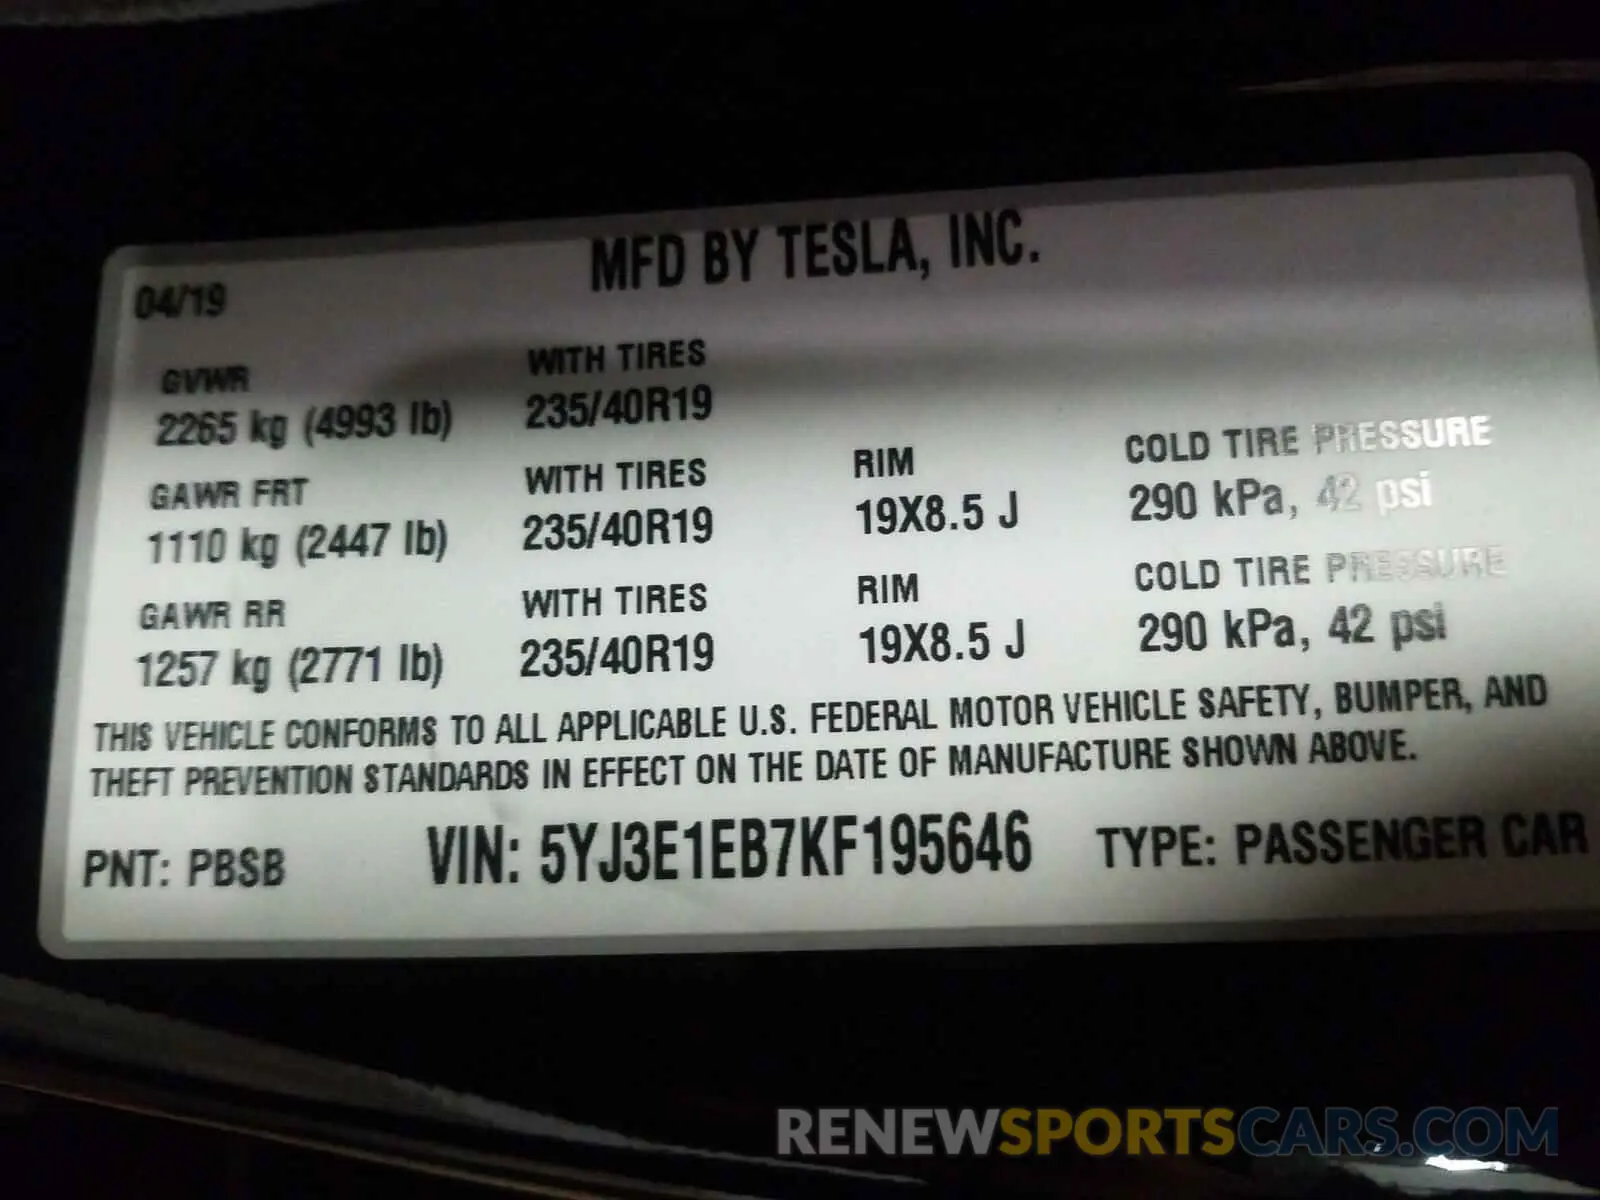 MFD BY TESLA, INC.
04/19
GVWR
2265 kg (4993 lb)
WITH TIRES
235/40R19
GAWR FRT
1110 kg (2447 lb)
WITH TIRES
235/40R19
RIM
19X8.5 J
COLD TIRE PRESSURE
290 kPa, 42 psi
GAWR RR
1257 kg (2771 lb)
WITH TIRES
235/40R19
RIM
19X8.5 J
COLD TIRE PRESSURE
290 kPa, 42 psi
THIS VEHICLE CONFORMS TO ALL APPLICABLE U.S. FEDERAL MOTOR VEHICLE SAFETY, BUMPER, AND
THEFT PREVENTION STANDARDS IN EFFECT ON THE DATE OF MANUFACTURE SHOWN ABOVE.
PNT: PBSB VIN: 5YJ3E1EB7KF195646 TYPE: PASSENGER CAR
RENEWSPORTSCARS.COM